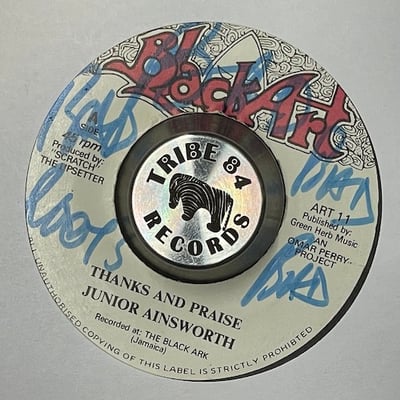 Black Art
A
SIDE
45 rpm
Produced by:
"SCRATCH"
THE UPSETTER
TRIBE 84
RECORDS
ART 11
Published by:
Green Herb Music
AN
OMAR PERRY
PROJECT
ROOTS
THANKS AND PRAISE
JUNIOR AINSWORTH
Recorded at: THE BLACK ARK
(Jamaica)
UNAUTHORISED COPYING OF THIS LABEL IS STRICTLY PROHIBITED